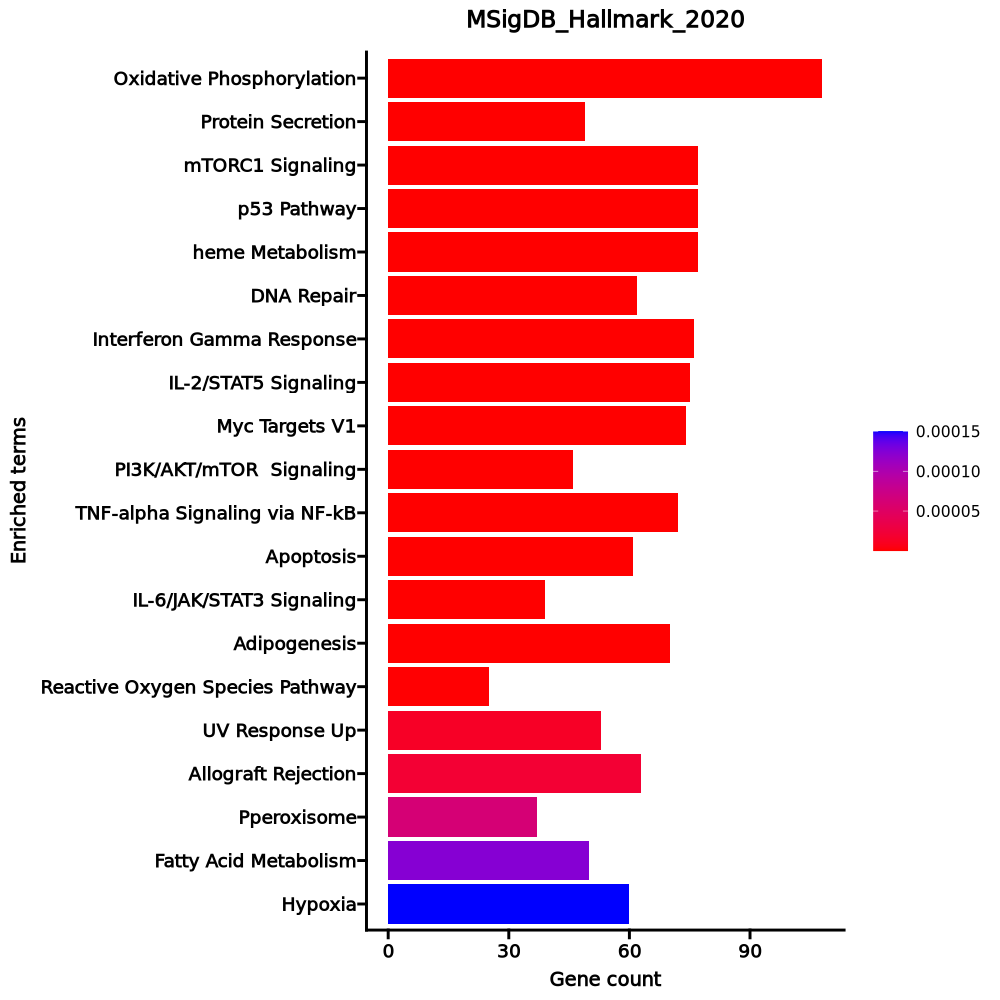 MSigDB_Hallmark_2020
Oxidative Phosphorylation
Protein Secretion
mTORC1 Signaling
p53 Pathway
heme Metabolism
DNA Repair
Interferon Gamma Response
IL-2/STAT5 Signaling
Myc Targets V1
PI3K/AKT/mTOR  Signaling
TNF-alpha Signaling via NF-kB
Apoptosis
IL-6/JAK/STAT3 Signaling
Adipogenesis
Reactive Oxygen Species Pathway
UV Response Up
Allograft Rejection
Pperoxisome
Fatty Acid Metabolism
Hypoxia
Enriched terms
0 30 60 90
Gene count
0.00015
0.00010
0.00005